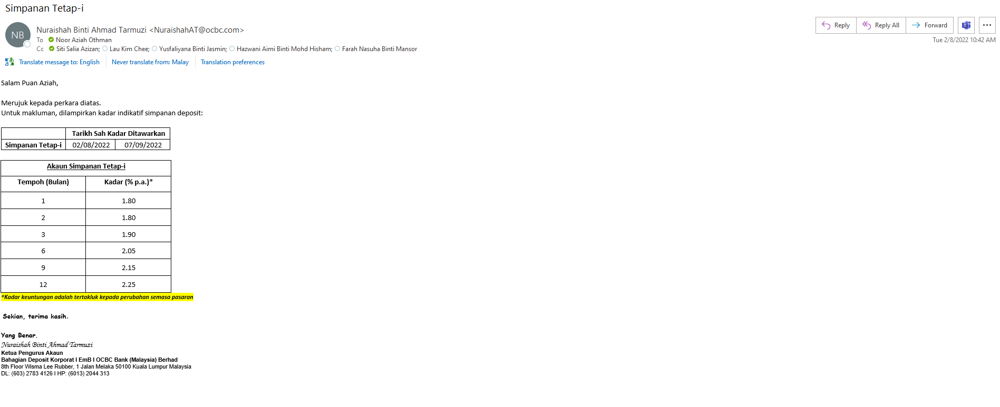 Simpanan Tetap-i
NB
Nuraishah Binti Ahmad Tarmuzi <NuraishahAT@ocbc.com>
To Noor Aziah Othman
Cc Siti Salia Azizan; Lau Kim Chee; Yusfaliyana Binti Jasmin; Hazwani Aimi Binti Mohd Hisham; Farah Nasuha Binti Mansor
Reply Reply All Forward
Tue 2/8/2022 10:42 AM
Translate message to: English Never translate from: Malay Translation preferences
Salam Puan Aziah,
Merujuk kepada perkara diatas.
Untuk makluman, dilampirkan kadar indikatif simpanan deposit:
Tarikh Sah Kadar Ditawarkan
Simpanan Tetap-i 02/08/2022 07/09/2022
Akaun Simpanan Tetap-i
Tempoh (Bulan) Kadar (% p.a.)*
1 1.80
2 1.80
3 1.90
6 2.05
9 2.15
12 2.25
*Kadar keuntungan adalah tertakluk kepada perubahan semasa pasaran
Sekian, terima kasih.
Yang Benar,
Nuraishah Binti Ahmad Tarmuzi
Ketua Pengurus Akaun
Bahagian Deposit Korporat I EmB I OCBC Bank (Malaysia) Berhad
8th Floor Wisma Lee Rubber, 1 Jalan Melaka 50100 Kuala Lumpur Malaysia
DL: (603) 2783 4126 I HP: (6013) 2044 313